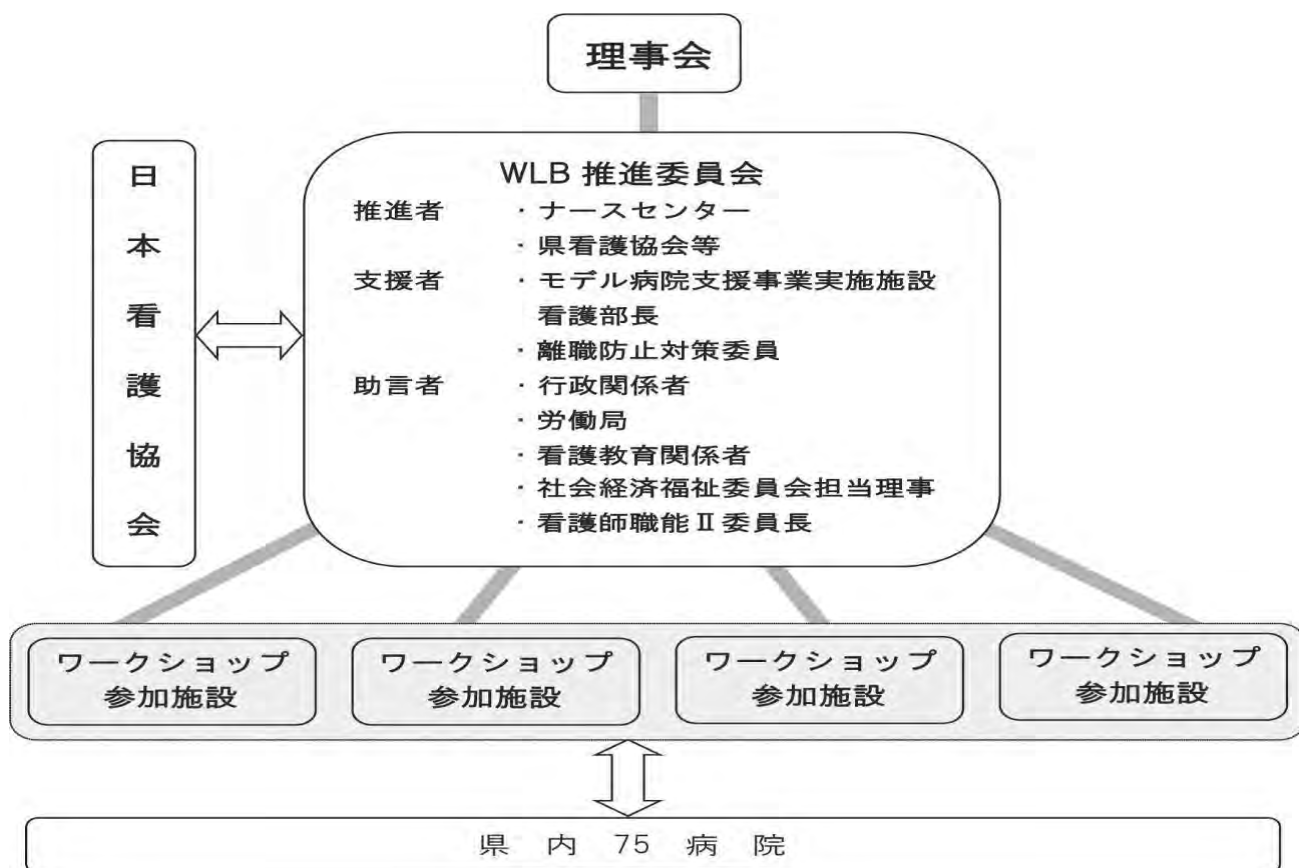 理事会
日本看護協会
WLB 推進委員会
推進者 ・ナースセンター
・県看護協会等
支援者 ・モデル病院支援事業実施施設
看護部長
・離職防止対策委員
助言者 ・行政関係者
・労働局
・看護教育関係者
・社会経済福祉委員会担当理事
・看護師職能Ⅱ委員長
ワークショップ
参加施設
ワークショップ
参加施設
ワークショップ
参加施設
ワークショップ
参加施設
県 内 75 病 院